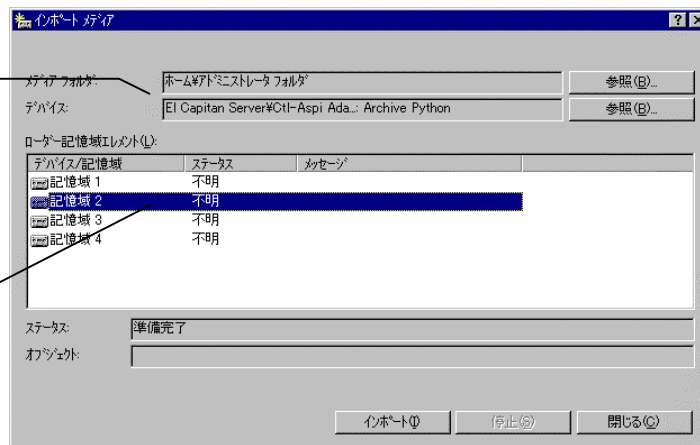 インポート メディア
メディア フォルダ: ホーム¥アドミニストレータ フォルダ 参照(B)...
デバイス: El Capitan Server¥Ctl-Aspi Ada...: Archive Python 参照(B)...
ローダー記憶域エレメント(L):
デバイス/記憶域 ステータス メッセージ
記憶域 1 不明
記憶域 2 不明
記憶域 3 不明
記憶域 4 不明
ステータス: 準備完了
オブジェクト:
インポート(I) 停止(S) 閉じる(C)